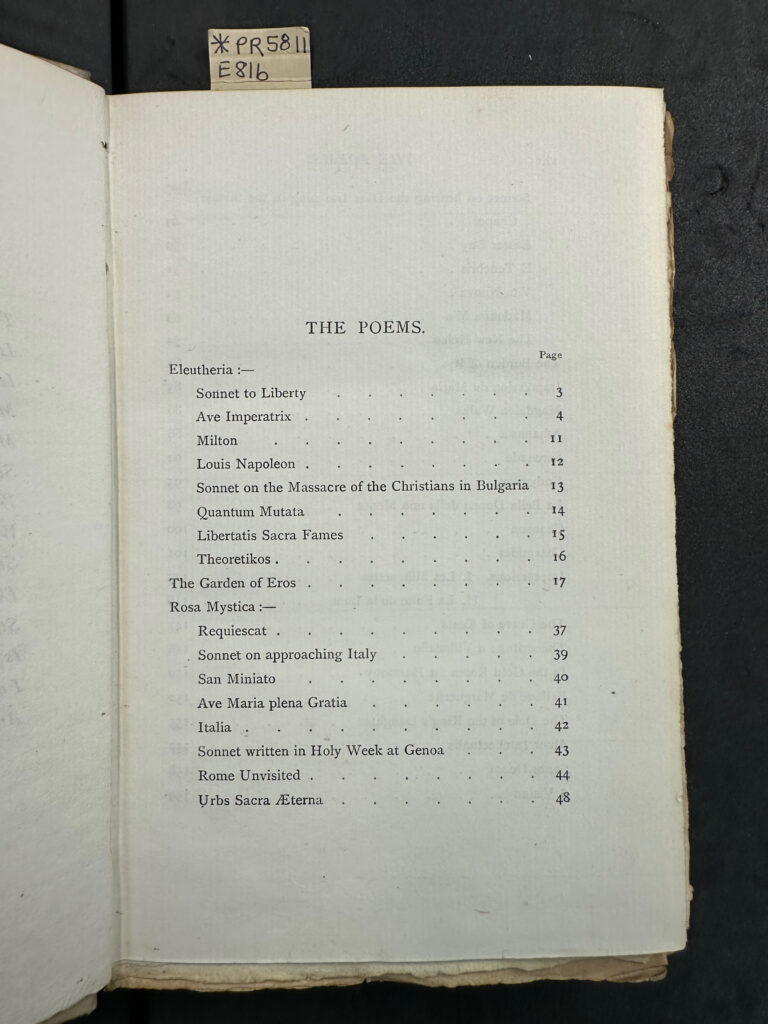 *PR5811
E816
THE POEMS.
Page
Eleutheria :—
Sonnet to Liberty . . . . . . . 3
Ave Imperatrix . . . . . . . . 4
Milton . . . . . . . . 11
Louis Napoleon . . . . . . . . 12
Sonnet on the Massacre of the Christians in Bulgaria 13
Quantum Mutata . . . . . . . 14
Libertatis Sacra Fames . . . . . . 15
Theoretikos . . . . . . . . . 16
The Garden of Eros . . . . . . . . 17
Rosa Mystica :—
Requiescat . . . . . . . . . 37
Sonnet on approaching Italy . . . . . 39
San Miniato . . . . . . . . 40
Ave Maria plena Gratia . . . . . . 41
Italia . . . . . . . . . . 42
Sonnet written in Holy Week at Genoa . . . 43
Rome Unvisited . . . . . . . . 44
Urbs Sacra Æterna . . . . . . . 48